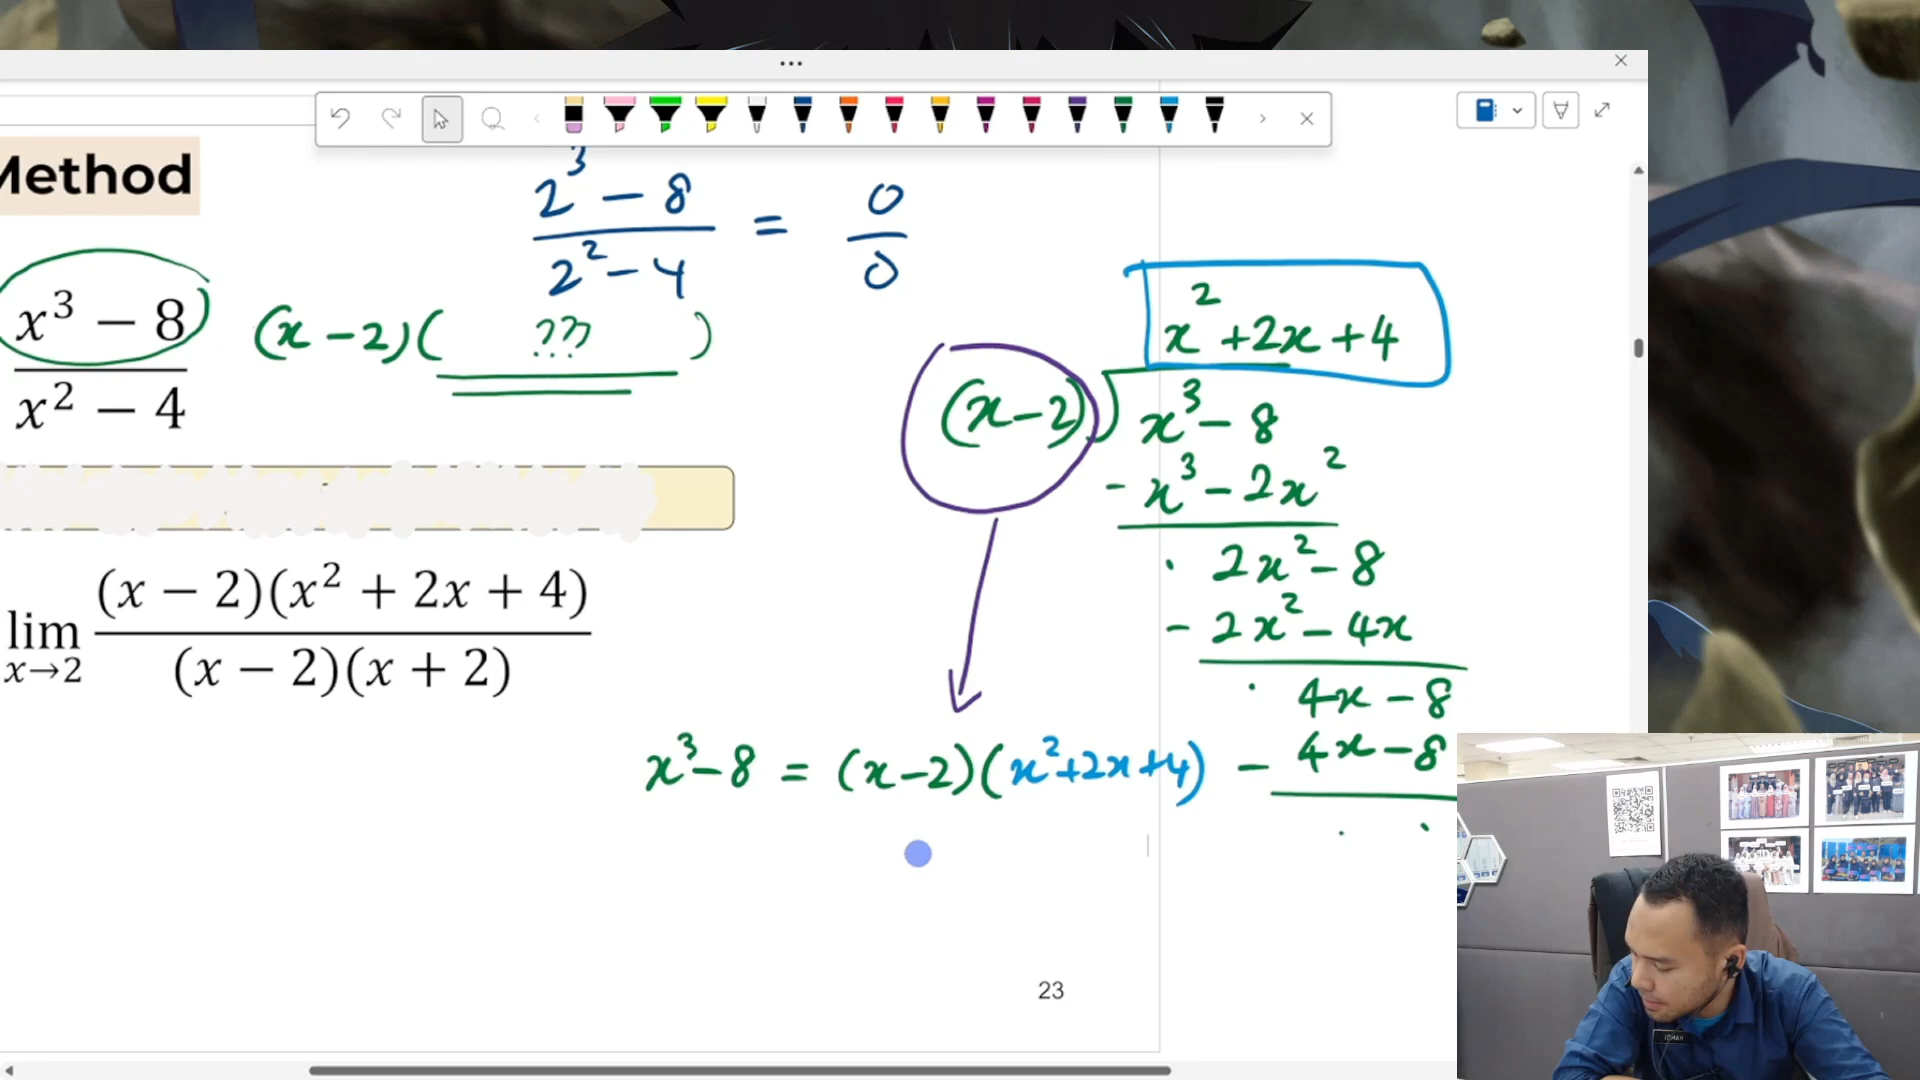 Method
2³ - 8
2² - 4
=
0
0
x³ − 8
x² − 4
(x - 2)( ??? )
x² + 2x + 4
(x - 2)) x³ - 8
- x³ - 2x²
2x² - 8
- 2x² - 4x
4x - 8
- 4x - 8
lim x→2
(x − 2)(x² + 2x + 4)
(x − 2)(x + 2)
x³ - 8 = (x - 2)(x² + 2x + 4)
23